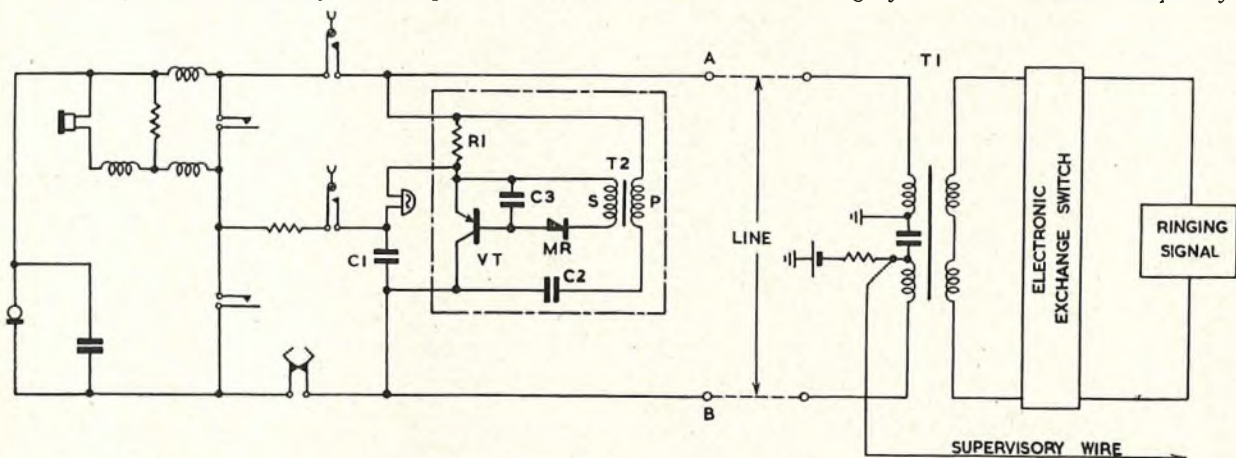 A
T1
R1
T2
C3
S
P
MR
VT
C1
C2
LINE
ELECTRONIC
EXCHANGE SWITCH
RINGING
SIGNAL
B
SUPERVISORY WIRE